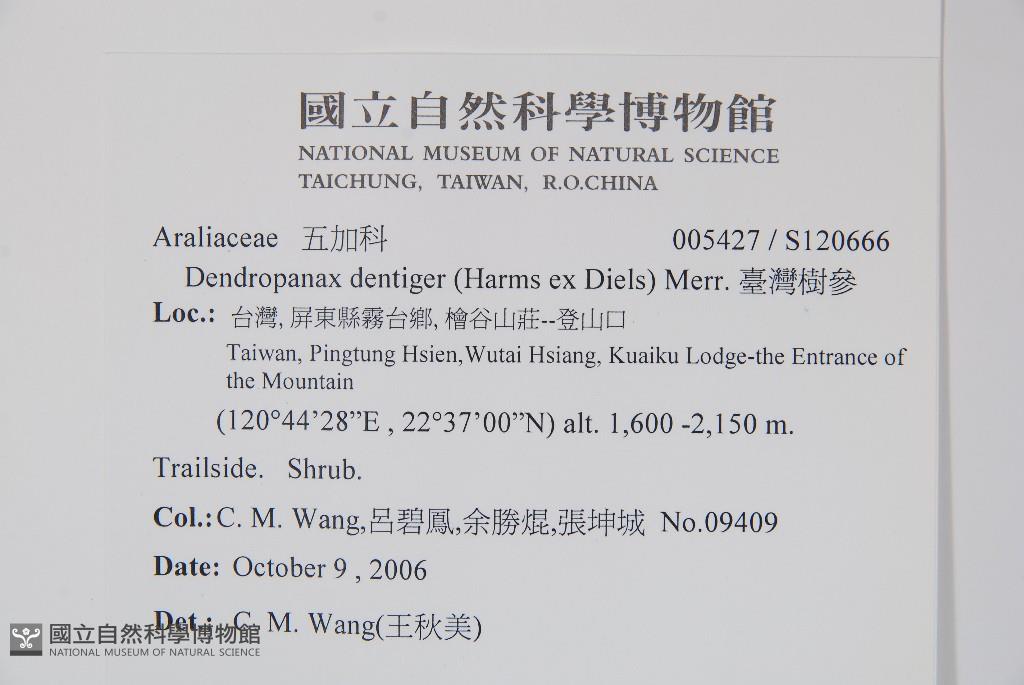 國立自然科學博物館
NATIONAL MUSEUM OF NATURAL SCIENCE
TAICHUNG, TAIWAN, R.O.CHINA
Araliaceae 五加科 005427 / S120666
Dendropanax dentiger (Harms ex Diels) Merr. 臺灣樹參
Loc.: 台灣, 屏東縣霧台鄉, 檜谷山莊--登山口
Taiwan, Pingtung Hsien,Wutai Hsiang, Kuaiku Lodge-the Entrance of
the Mountain
(120°44’28”E , 22°37’00”N) alt. 1,600 -2,150 m.
Trailside. Shrub.
Col.: C. M. Wang,呂碧鳳,余勝焜,張坤城 No.09409
Date: October 9 , 2006
Det.: C. M. Wang(王秋美)
國立自然科學博物館
NATIONAL MUSEUM OF NATURAL SCIENCE